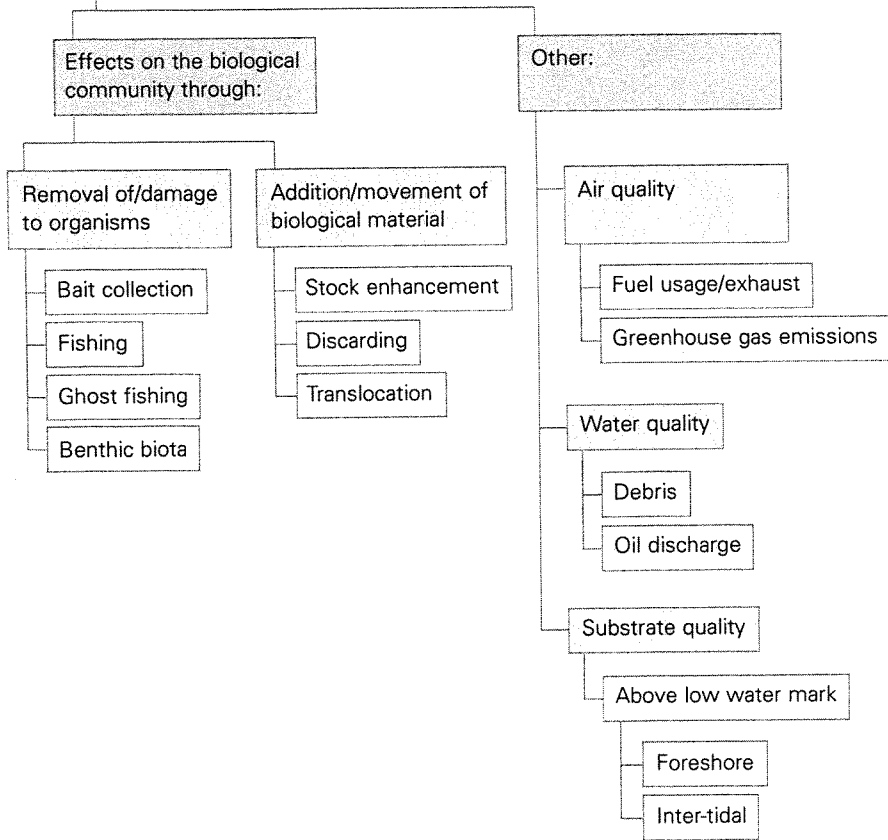 Effects on the biological
community through:
Other:
Removal of/damage
to organisms
Addition/movement of
biological material
Air quality
Bait collection
Fishing
Ghost fishing
Benthic biota
Stock enhancement
Discarding
Translocation
Fuel usage/exhaust
Greenhouse gas emissions
Water quality
Debris
Oil discharge
Substrate quality
Above low water mark
Foreshore
Inter-tidal